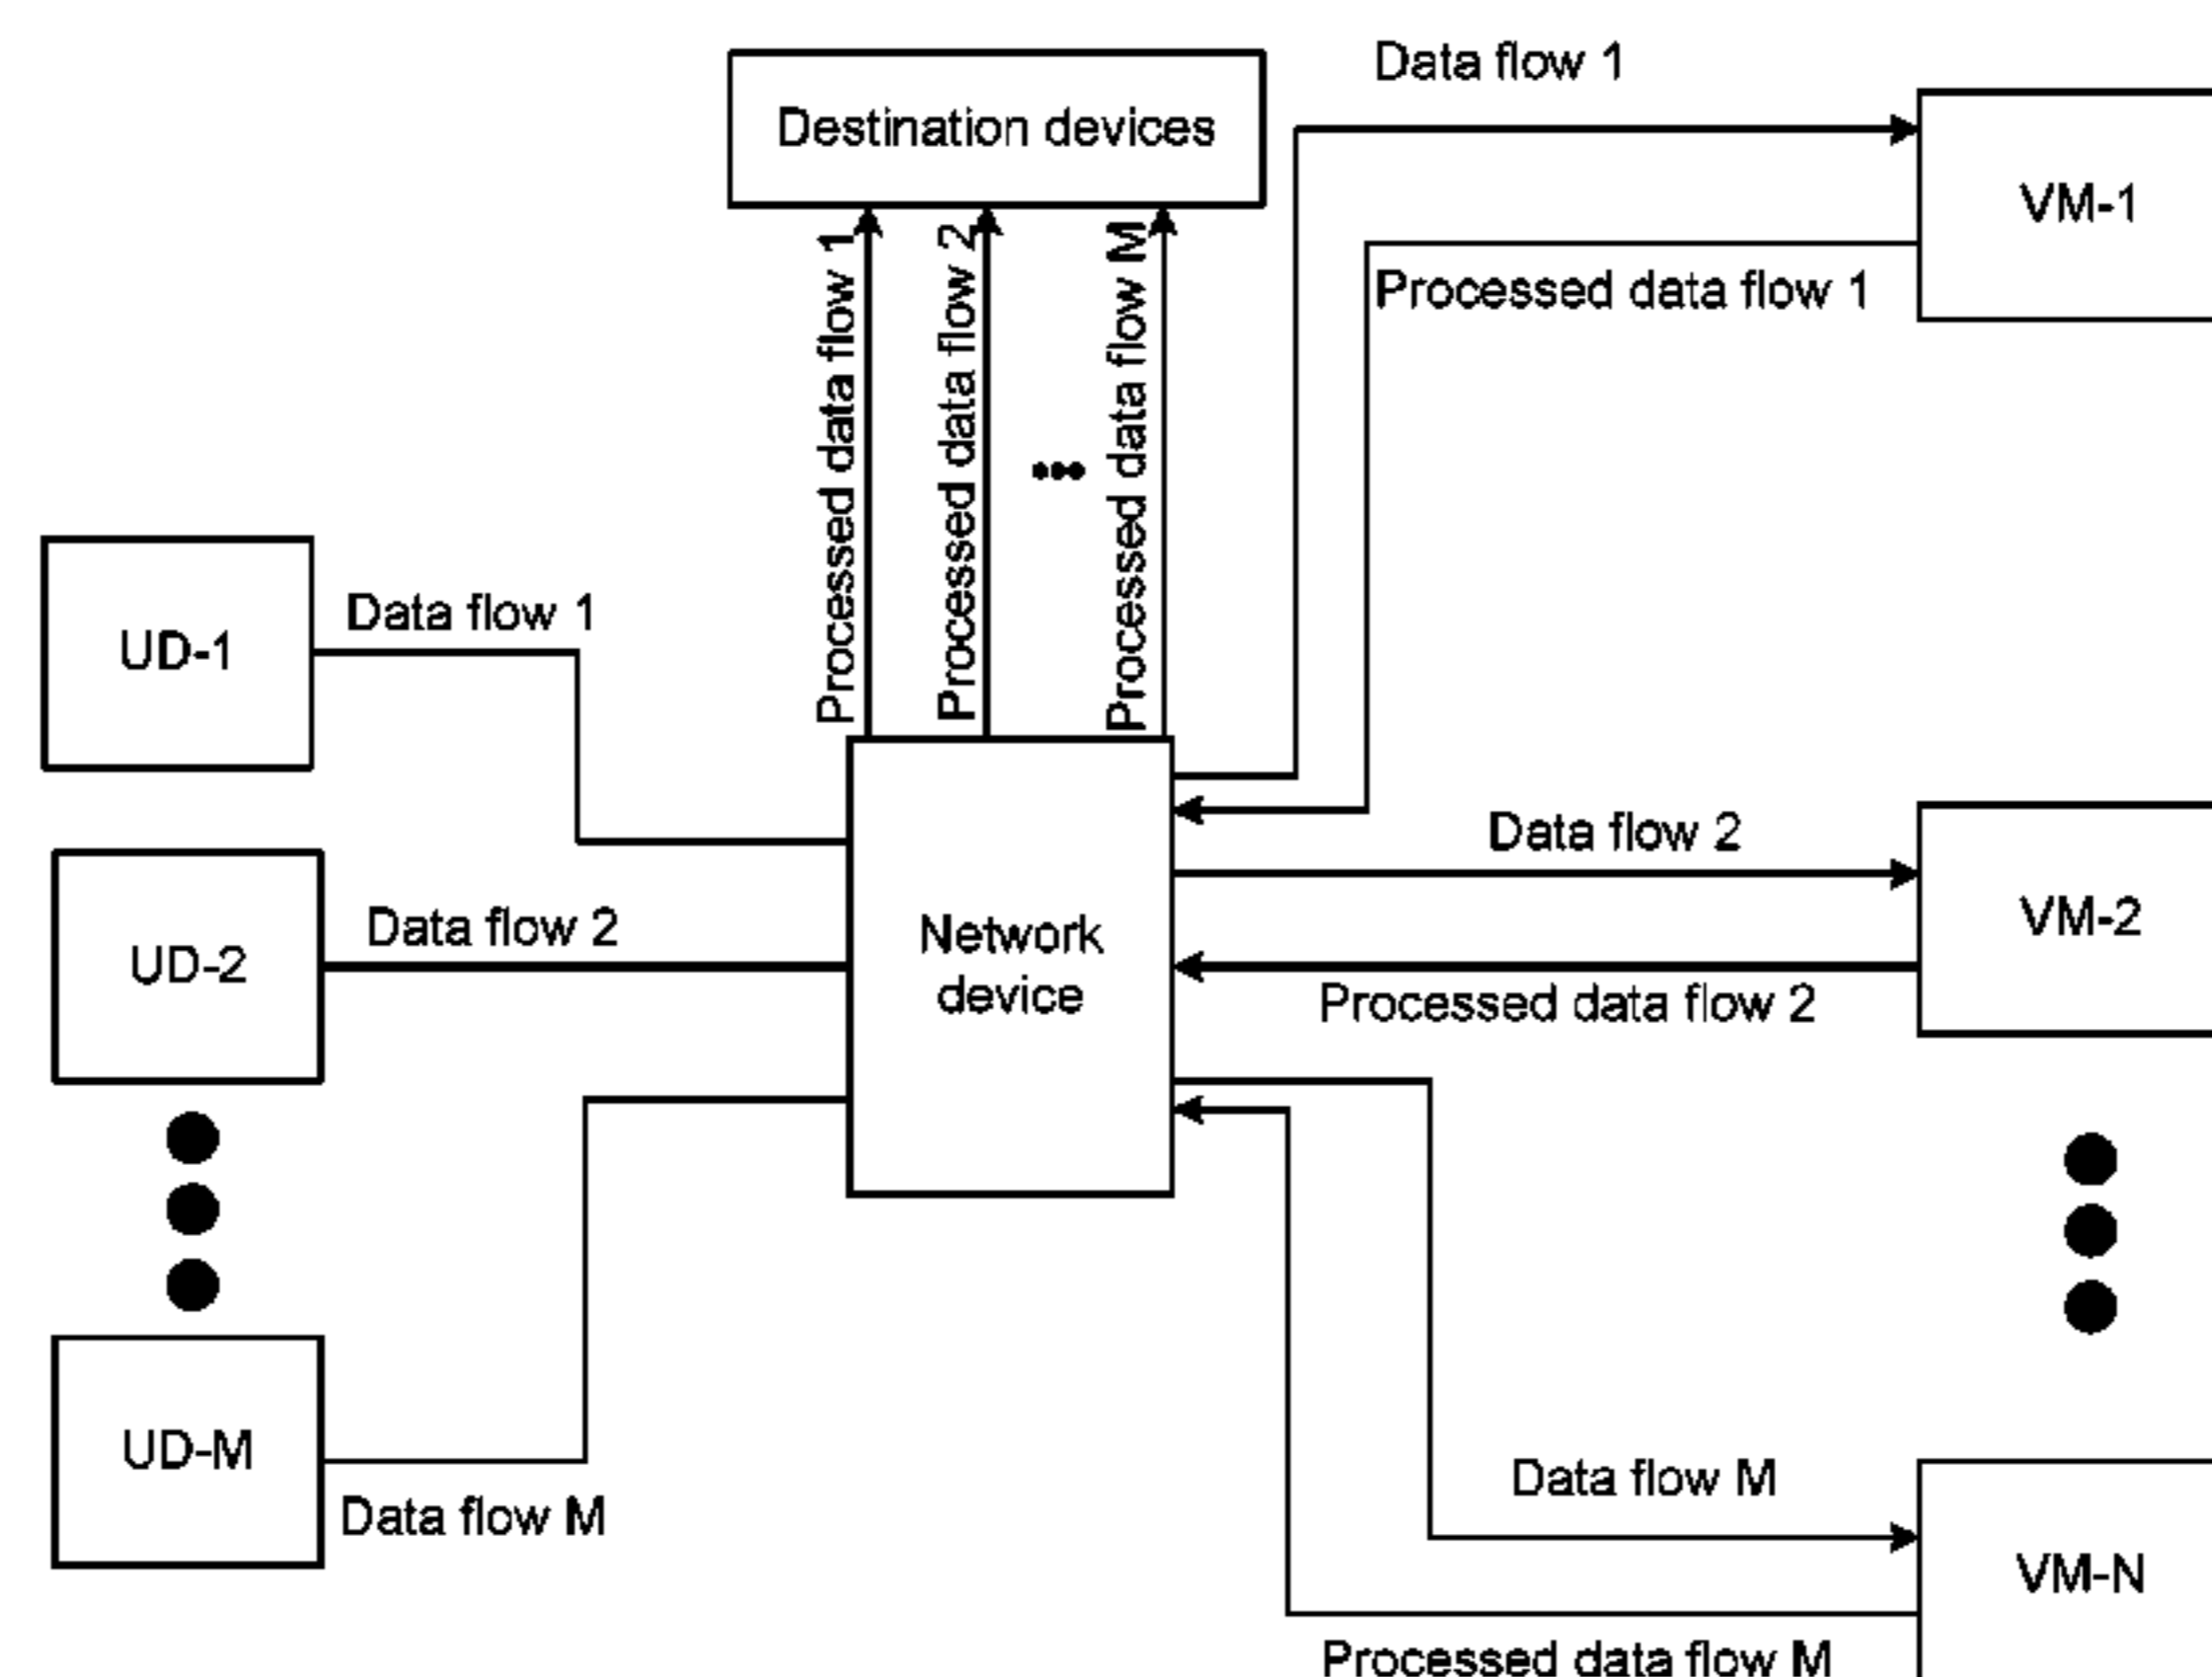 Destination devices
Data flow 1
VM-1
Processed data flow 1
Processed data flow 1
Processed data flow 2
Processed data flow M
UD-1
Data flow 1
Data flow 2
VM-2
Processed data flow 2
UD-2
Data flow 2
Network
device
UD-M
Data flow M
Data flow M
VM-N
Processed data flow M